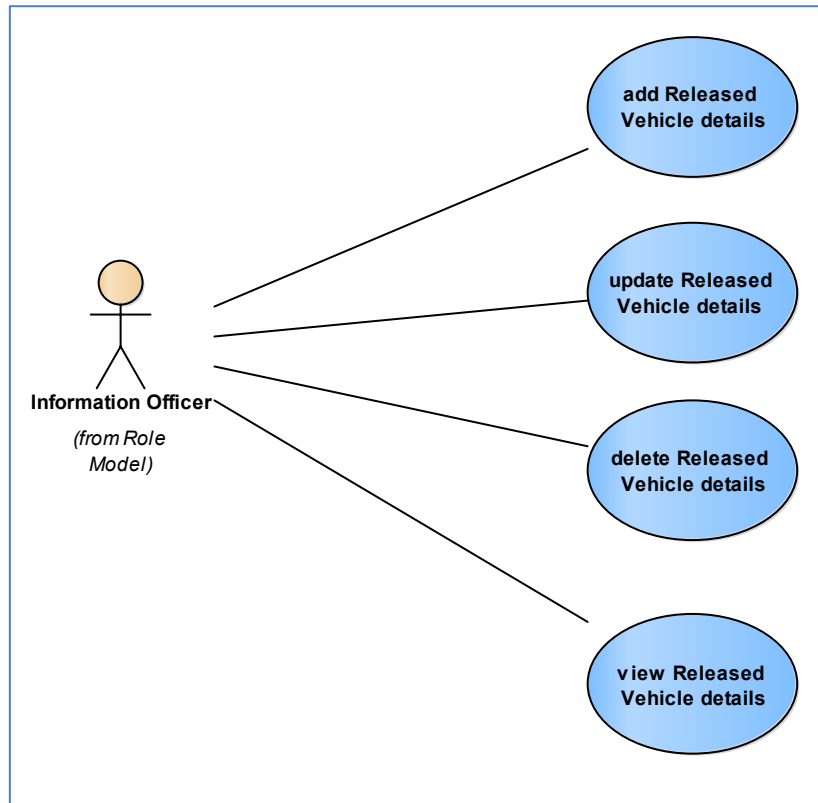 add Released
Vehicle details
update Released
Vehicle details
Information Officer
(from Role
Model)
delete Released
Vehicle details
view Released
Vehicle details